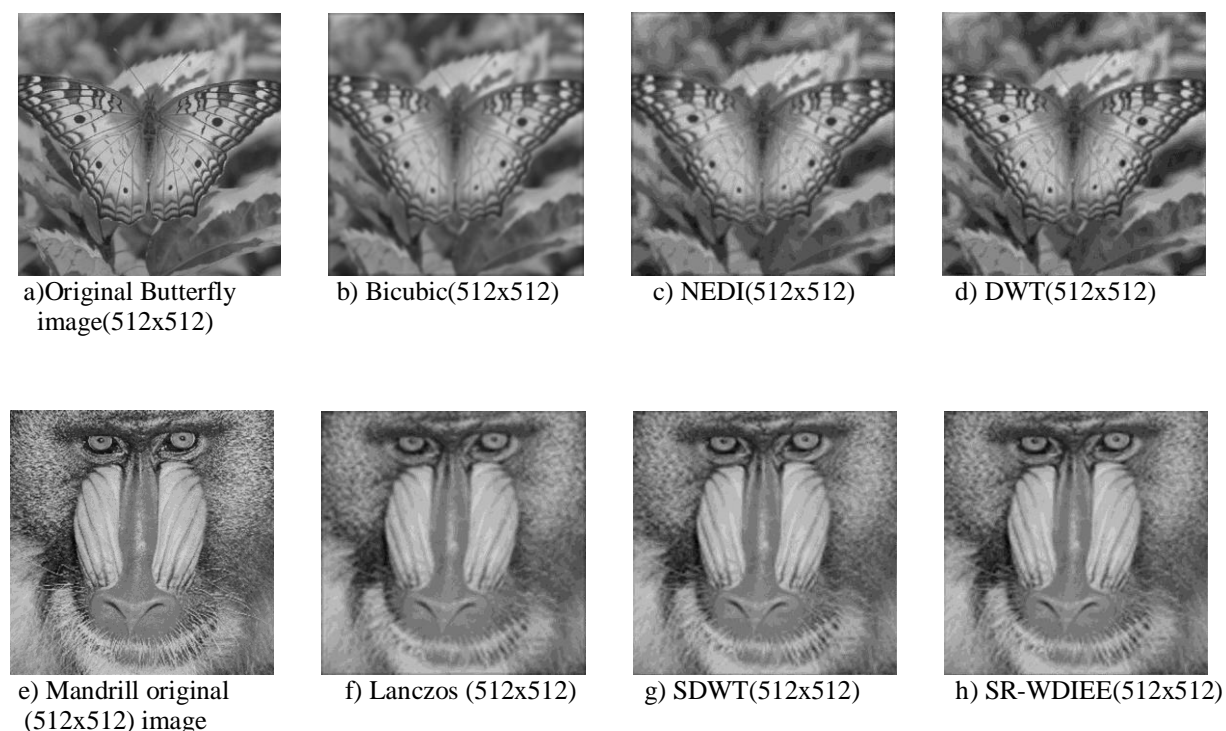 a)Original Butterfly
image(512x512)
b) Bicubic(512x512)
c) NEDI(512x512)
d) DWT(512x512)
e) Mandrill original
(512x512) image
f) Lanczos (512x512)
g) SDWT(512x512)
h) SR-WDIEE(512x512)